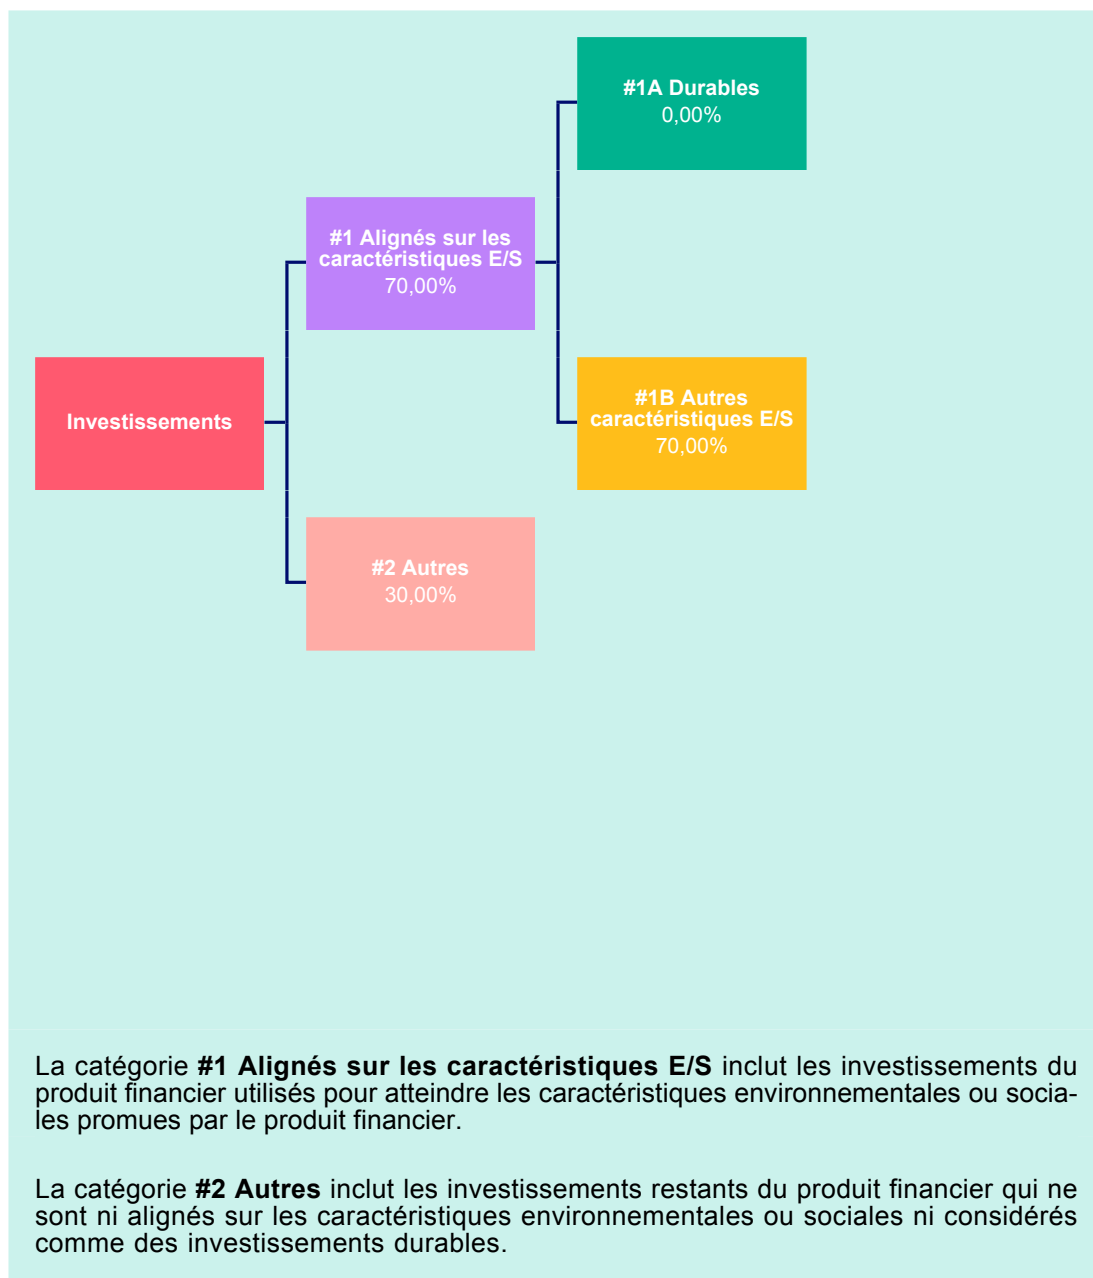 #1A Durables
0,00%
#1 Alignés sur les
caractéristiques E/S
70,00%
Investissements
#1B Autres
caractéristiques E/S
70,00%
#2 Autres
30,00%
La catégorie #1 Alignés sur les caractéristiques E/S inclut les investissements du
produit financier utilisés pour atteindre les caractéristiques environnementales ou socia-
les promues par le produit financier.
La catégorie #2 Autres inclut les investissements restants du produit financier qui ne
sont ni alignés sur les caractéristiques environnementales ou sociales ni considérés
comme des investissements durables.